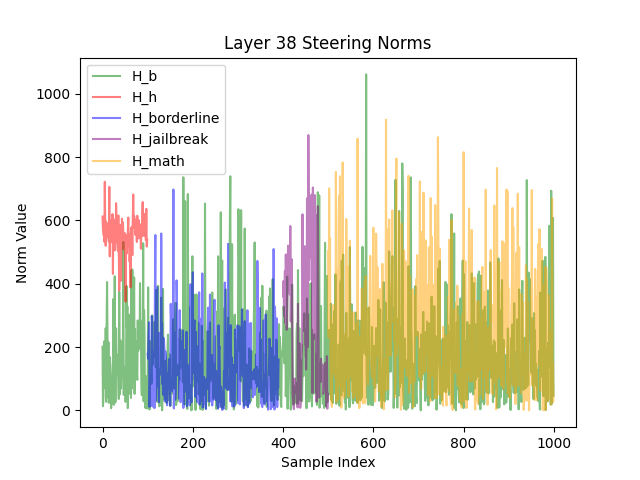 Layer 38 Steering Norms
H_b
H_h
H_borderline
H_jailbreak
H_math
Norm Value
1000
800
600
400
200
0
0 200 400 600 800 1000
Sample Index